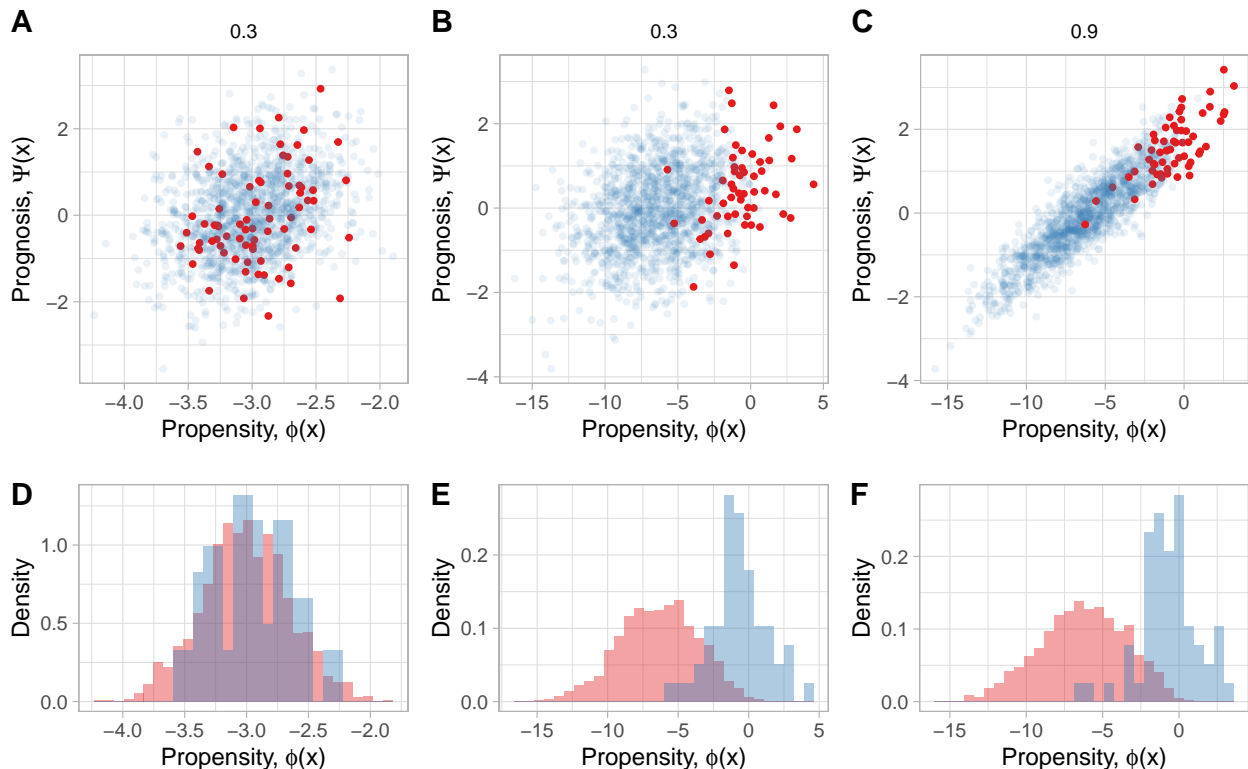 A
0.3
Prognosis, Ψ(x)
2
0
−2
−4.0 −3.5 −3.0 −2.5 −2.0
Propensity, ϕ(x)
B
0.3
Prognosis, Ψ(x)
2
0
−2
−4
−15 −10 −5 0 5
Propensity, ϕ(x)
C
0.9
Prognosis, Ψ(x)
2
0
−2
−4
−15 −10 −5 0
Propensity, ϕ(x)
D
Density
1.0
0.5
0.0
−4.0 −3.5 −3.0 −2.5 −2.0
Propensity, ϕ(x)
E
Density
0.2
0.1
0.0
−15 −10 −5 0 5
Propensity, ϕ(x)
F
Density
0.2
0.1
0.0
−15 −10 −5 0
Propensity, ϕ(x)